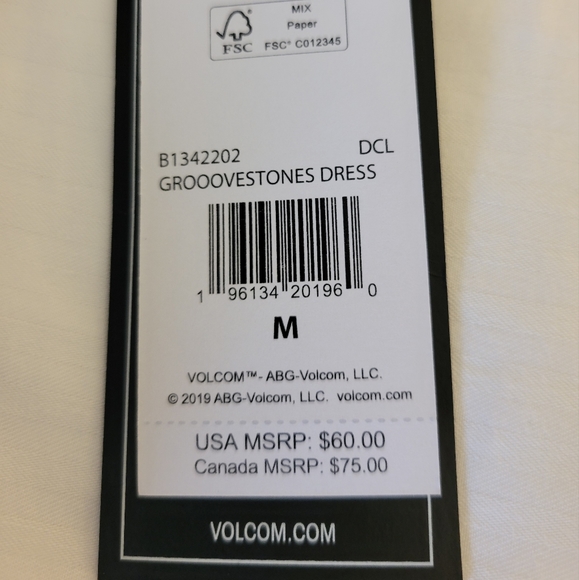 MIX
Paper
FSC
FSC® C012345
B1342202 DCL
GROOOVESTONES DRESS
1 96134 20196 0
M
VOLCOM™- ABG-Volcom, LLC.
© 2019 ABG-Volcom, LLC. volcom.com
USA MSRP: $60.00
Canada MSRP: $75.00
VOLCOM.COM